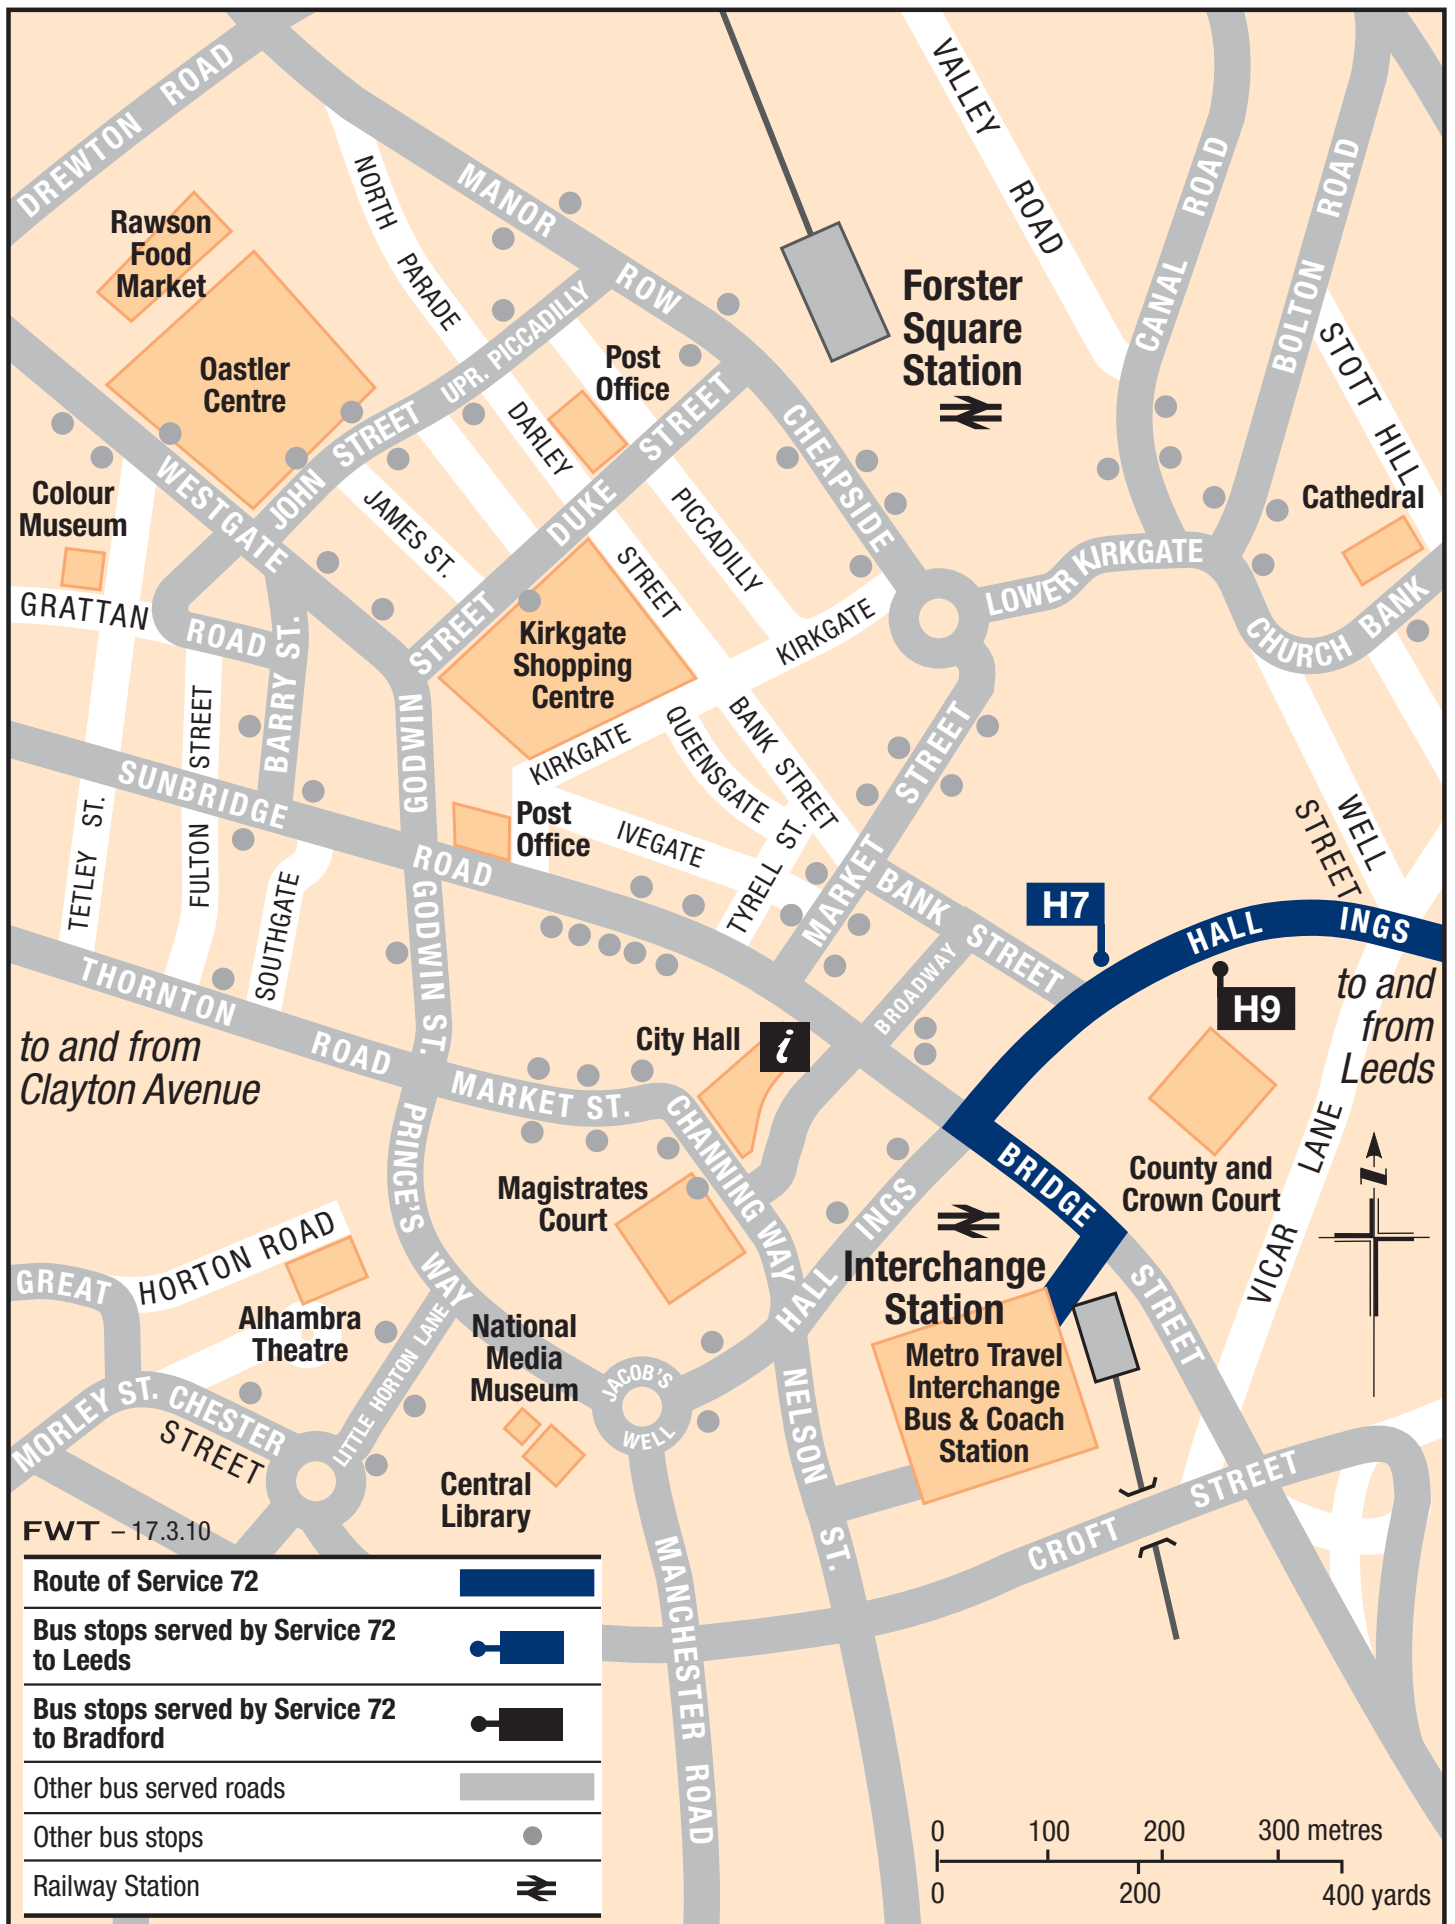 DREWTON ROAD
VALLEY ROAD
CANAL ROAD
BOLTON ROAD
NORTH PARADE
MANOR ROW
Rawson
Food
Market
Oastler
Centre
UPR. PICCADILLY
Post
Office
Forster
Square
Station
STOTT HILL
JOHN STREET
DARLEY STREET
DUKE STREET
CHEAPSIDE
Cathedral
Colour
Museum
WESTGATE
JAMES ST.
PICCADILLY
LOWER KIRKGATE
GRATTAN ROAD
BARRY ST.
STREET
Kirkgate
Shopping
Centre
KIRKGATE
CHURCH BANK
FULTON STREET
GODWIN
KIRKGATE
QUEENSGATE
BANK STREET
MARKET STREET
SUNBRIDGE ROAD
TETLEY ST.
Post
Office
IVEGATE
TYRELL ST.
WELL STREET
SOUTHGATE
GODWIN ST.
BANK STREET
H7
HALL INGS
THORNTON ROAD
BROADWAY
H9
to and
from
Leeds
to and from
Clayton Avenue
City Hall
i
MARKET ST.
CHANNING WAY
PRINCE'S WAY
BRIDGE STREET
County and
Crown Court
VICAR LANE
n
Magistrates
Court
HALL INGS
Interchange
Station
GREAT HORTON ROAD
Alhambra
Theatre
LITTLE HORTON LANE
National
Media
Museum
JACOB'S
WELL
Metro Travel
Interchange
Bus & Coach
Station
NELSON ST.
MORLEY ST.
CHESTER
STREET
Central
Library
CROFT STREET
MANCHESTER ROAD
FWT – 17.3.10
Route of Service 72
Bus stops served by Service 72
to Leeds
Bus stops served by Service 72
to Bradford
Other bus served roads
Other bus stops
Railway Station
0 100 200 300 metres
0 200 400 yards